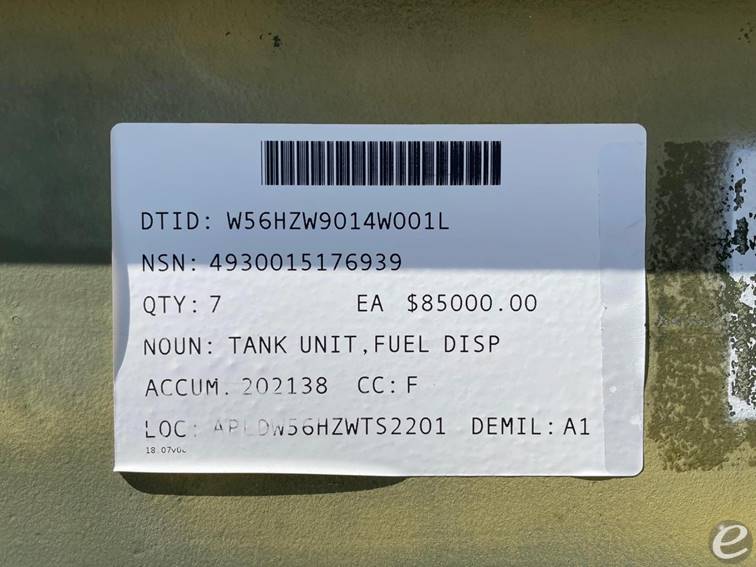 DTID: W56HZW9014W001L
NSN: 4930015176939
QTY: 7 EA $85000.00
NOUN: TANK UNIT,FUEL DISP
ACCUM. 202138 CC: F
LOC: APLDW56HZWTS2201 DEMIL: A1
e